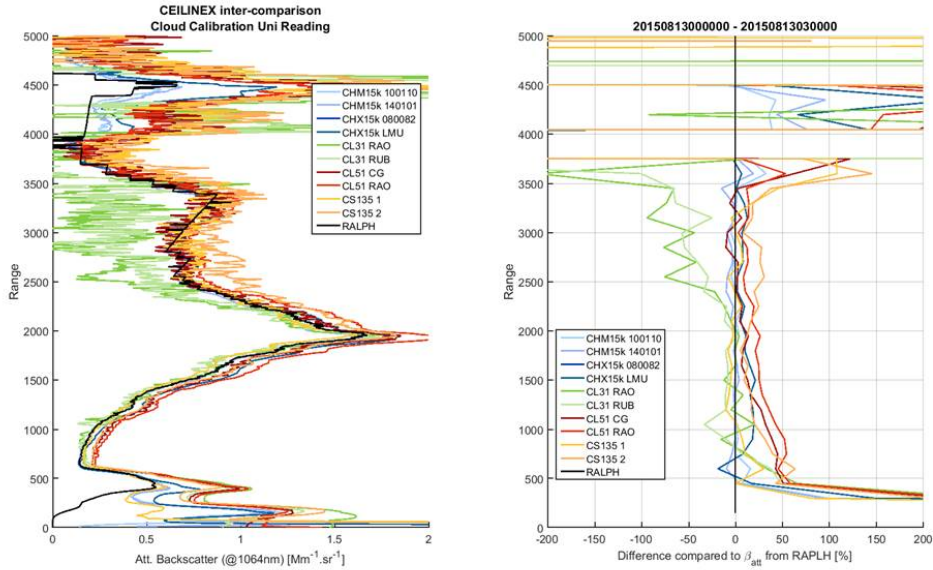 CEILINEX inter-comparison
Cloud Calibration Uni Reading
5000
4500
4000
3500
3000
2500
2000
1500
1000
500
0
Range
0
0.5
1
1.5
2
Att. Backscatter (@1064nm) [Mm⁻¹.sr⁻¹]
CHM15k 100110
CHM15k 140101
CHX15k 080082
CHX15k LMU
CL31 RAO
CL31 RUB
CL51 CG
CL51 RAO
CS135 1
CS135 2
RALPH
20150813000000 - 20150813030000
5000
4500
4000
3500
3000
2500
2000
1500
1000
500
0
Range
CHM15k 100110
CHM15k 140101
CHX15k 080082
CHX15k LMU
CL31 RAO
CL31 RUB
CL51 CG
CL51 RAO
CS135 1
CS135 2
RALPH
-200
-150
-100
-50
0
50
100
150
200
Difference compared to βatt from RAPLH [%]